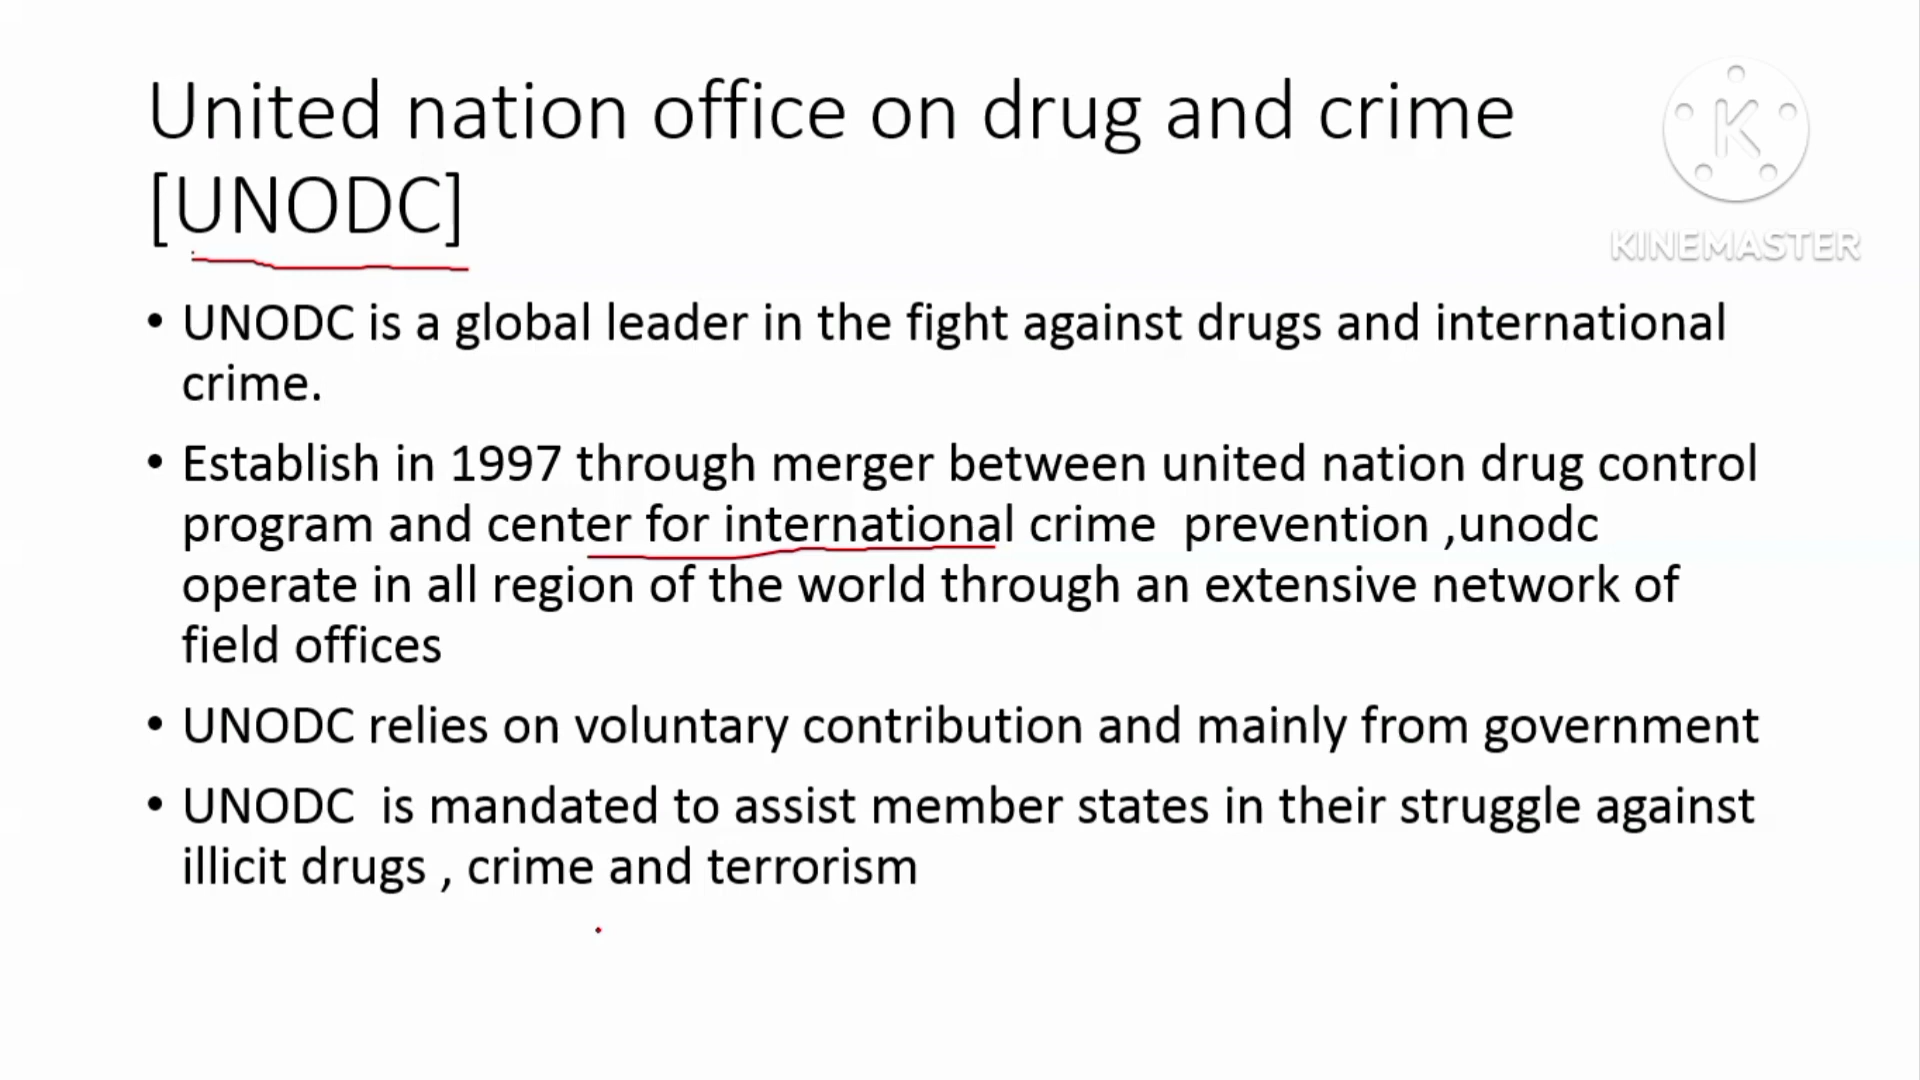 United nation office on drug and crime
[UNODC]
K
KINEMASTER
• UNODC is a global leader in the fight against drugs and international
crime.
• Establish in 1997 through merger between united nation drug control
program and center for international crime  prevention ,unodc
operate in all region of the world through an extensive network of
field offices
• UNODC relies on voluntary contribution and mainly from government
• UNODC  is mandated to assist member states in their struggle against
illicit drugs , crime and terrorism